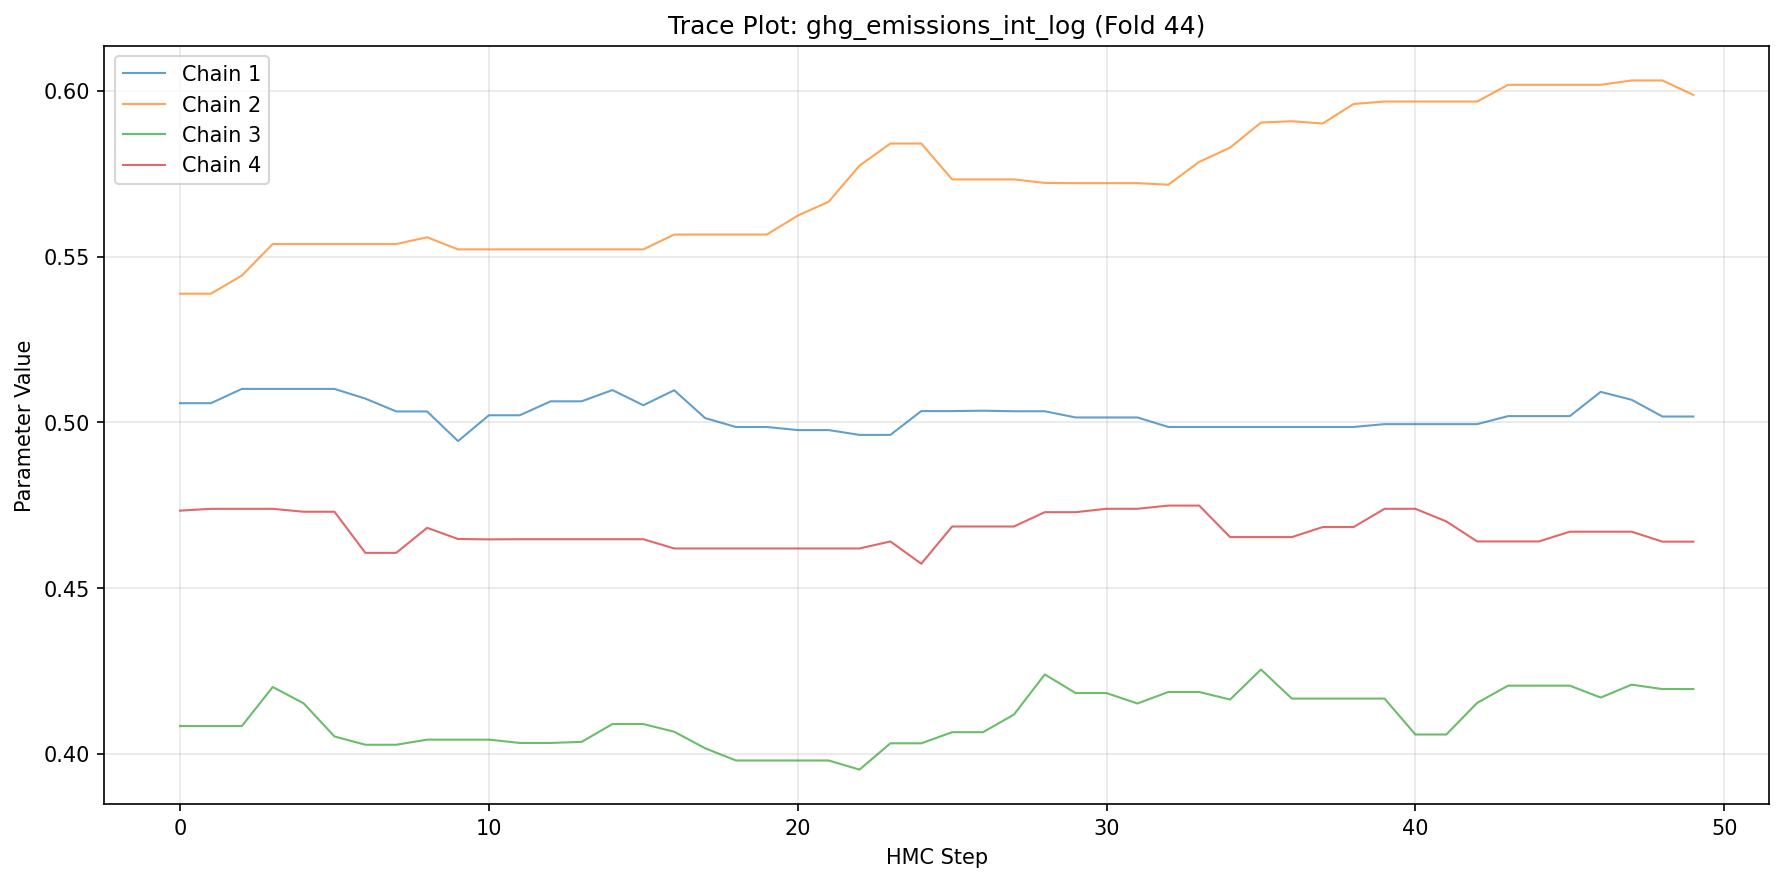 Trace Plot: ghg_emissions_int_log (Fold 44)
Chain 1
Chain 2
Chain 3
Chain 4
Parameter Value
0.60
0.55
0.50
0.45
0.40
0 10 20 30 40 50
HMC Step